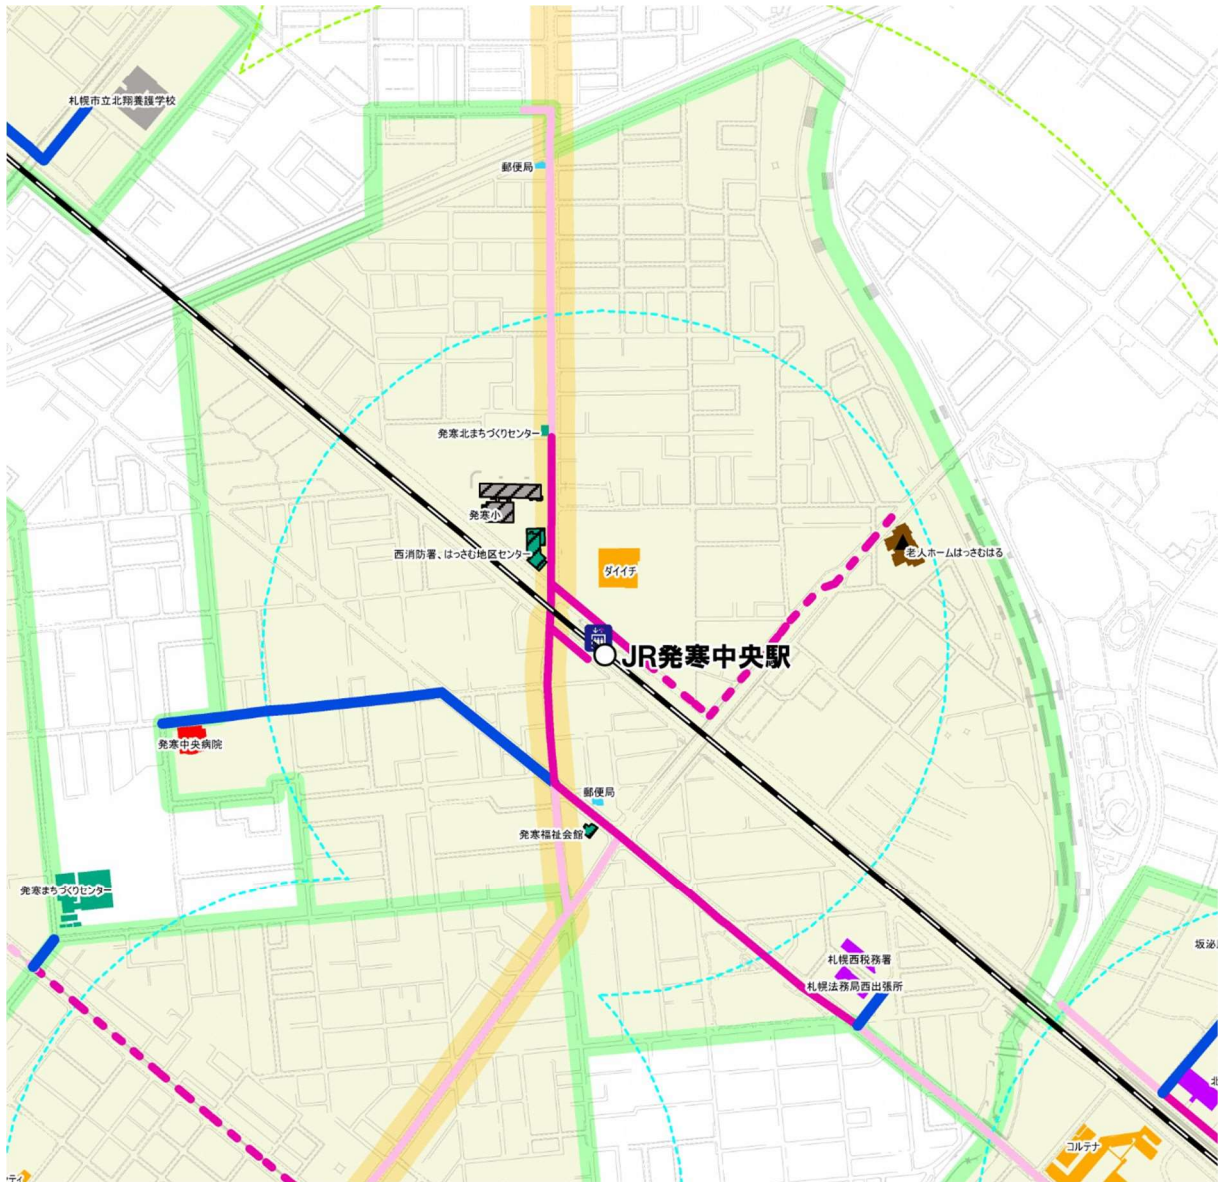 札幌市立北翔養護学校
郵便局
発寒北まちづくりセンター
発寒小
西消防署、はっさむ地区センター
ダイイチ
老人ホームはっさむはる
JR発寒中央駅
発寒中央病院
郵便局
発寒福祉会館
発寒まちづくりセンター
札幌西税務署
札幌法務局西出張所
坂泌
北
コルテナ
ティ